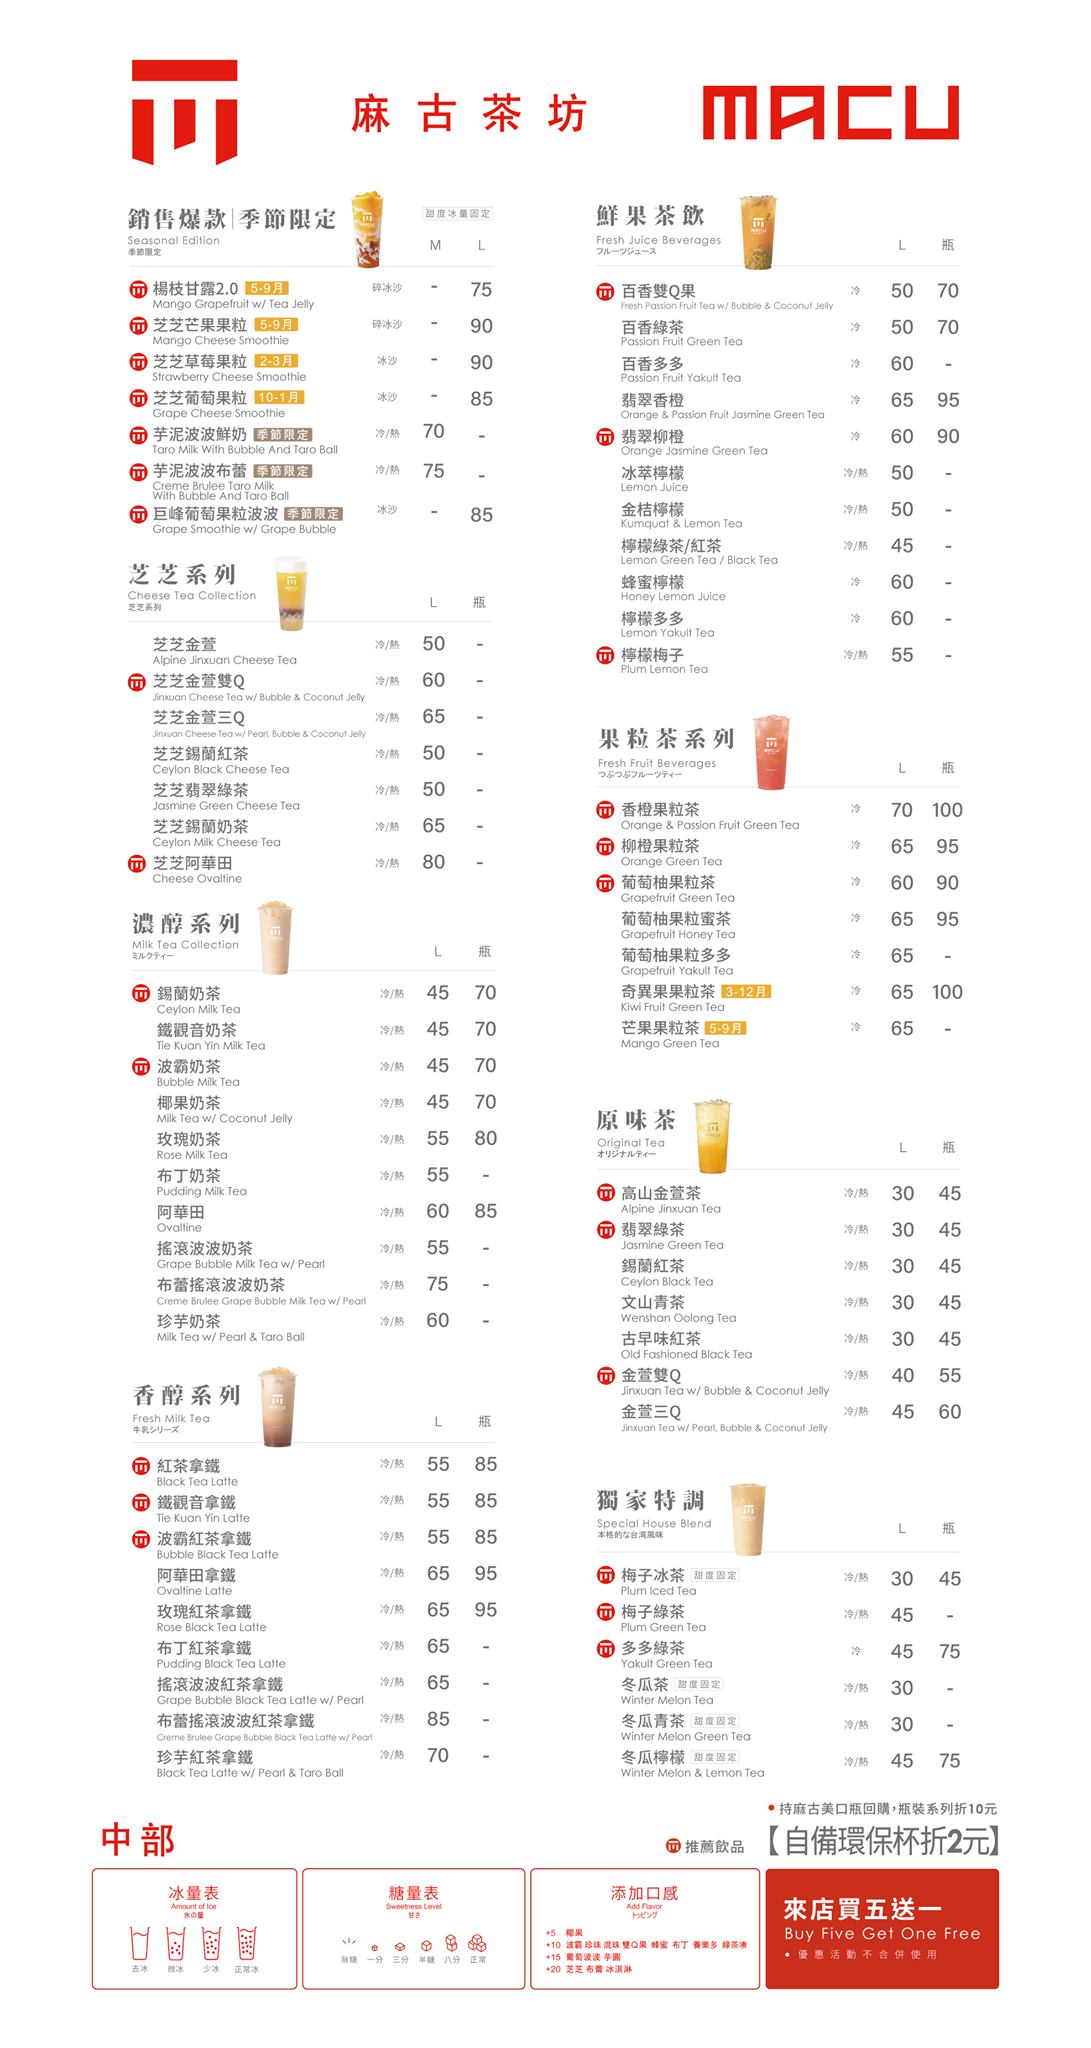 麻古茶坊
MACU
銷售爆款|季節限定
Seasonal Edition
季節限定
甜度冰量固定
M L
楊枝甘露2.0 5-9月 碎冰沙 - 75
Mango Grapefruit w/ Tea Jelly
芝芝芒果果粒 5-9月 碎冰沙 - 90
Mango Cheese Smoothie
芝芝草莓果粒 2-3月 冰沙 - 90
Strawberry Cheese Smoothie
芝芝葡萄果粒 10-1月 冰沙 - 85
Grape Cheese Smoothie
芋泥波波鮮奶 季節限定 冷/熱 70 -
Taro Milk With Bubble And Taro Ball
芋泥波波布蕾 季節限定 冷/熱 75 -
Creme Brulee Taro Milk
With Bubble And Taro Ball
巨峰葡萄果粒波波 季節限定 冰沙 - 85
Grape Smoothie w/ Grape Bubble
芝芝系列
Cheese Tea Collection
芝芝系列
L 瓶
芝芝金萱 冷/熱 50 -
Alpine Jinxuan Cheese Tea
芝芝金萱雙Q 冷/熱 60 -
Jinxuan Cheese Tea w/ Bubble & Coconut Jelly
芝芝金萱三Q 冷/熱 65 -
Jinxuan Cheese Tea w/ Pearl, Bubble & Coconut Jelly
芝芝錫蘭紅茶 冷/熱 50 -
Ceylon Black Cheese Tea
芝芝翡翠綠茶 冷/熱 50 -
Jasmine Green Cheese Tea
芝芝錫蘭奶茶 冷/熱 65 -
Ceylon Milk Cheese Tea
芝芝阿華田 冷/熱 80 -
Cheese Ovaltine
濃醇系列
Milk Tea Collection
ミルクティー
L 瓶
錫蘭奶茶 冷/熱 45 70
Ceylon Milk Tea
鐵觀音奶茶 冷/熱 45 70
Tie Kuan Yin Milk Tea
波霸奶茶 冷/熱 45 70
Bubble Milk Tea
椰果奶茶 冷/熱 45 70
Milk Tea w/ Coconut Jelly
玫瑰奶茶 冷/熱 55 80
Rose Milk Tea
布丁奶茶 冷/熱 55 -
Pudding Milk Tea
阿華田 冷/熱 60 85
Ovaltine
搖滾波波奶茶 冷/熱 55 -
Grape Bubble Milk Tea w/ Pearl
布蕾搖滾波波奶茶 冷/熱 75 -
Creme Brulee Grape Bubble Milk Tea w/ Pearl
珍芋奶茶 冷/熱 60 -
Milk Tea w/ Pearl & Taro Ball
香醇系列
Fresh Milk Tea
牛乳シリーズ
L 瓶
紅茶拿鐵 冷/熱 55 85
Black Tea Latte
鐵觀音拿鐵 冷/熱 55 85
Tie Kuan Yin Latte
波霸紅茶拿鐵 冷/熱 55 85
Bubble Black Tea Latte
阿華田拿鐵 冷/熱 65 95
Ovaltine Latte
玫瑰紅茶拿鐵 冷/熱 65 95
Rose Black Tea Latte
布丁紅茶拿鐵 冷/熱 65 -
Pudding Black Tea Latte
搖滾波波紅茶拿鐵 冷/熱 65 -
Grape Bubble Black Tea Latte w/ Pearl
布蕾搖滾波波紅茶拿鐵 冷/熱 85 -
Creme Brulee Grape Bubble Black Tea Latte w/ Pearl
珍芋紅茶拿鐵 冷/熱 70 -
Black Tea Latte w/ Pearl & Taro Ball
鮮果茶飲
Fresh Juice Beverages
フルーツジュース
L 瓶
百香雙Q果 冷 50 70
Fresh Passion Fruit Tea w/ Bubble & Coconut Jelly
百香綠茶 冷 50 70
Passion Fruit Green Tea
百香多多 冷 60 -
Passion Fruit Yakult Tea
翡翠香橙 冷 65 95
Orange & Passion Fruit Jasmine Green Tea
翡翠柳橙 冷 60 90
Orange Jasmine Green Tea
冰萃檸檬 冷/熱 50 -
Lemon Juice
金桔檸檬 冷/熱 50 -
Kumquat & Lemon Tea
檸檬綠茶/紅茶 冷/熱 45 -
Lemon Green Tea / Black Tea
蜂蜜檸檬 冷 60 -
Honey Lemon Juice
檸檬多多 冷 60 -
Lemon Yakult Tea
檸檬梅子 冷/熱 55 -
Plum Lemon Tea
果粒茶系列
Fresh Fruit Beverages
つぶつぶフルーツティー
L 瓶
香橙果粒茶 冷 70 100
Orange & Passion Fruit Green Tea
柳橙果粒茶 冷 65 95
Orange Green Tea
葡萄柚果粒茶 冷 60 90
Grapefruit Green Tea
葡萄柚果粒蜜茶 冷 65 95
Grapefruit Honey Tea
葡萄柚果粒多多 冷 65 -
Grapefruit Yakult Tea
奇異果果粒茶 3-12月 冷 65 100
Kiwi Fruit Green Tea
芒果果粒茶 5-9月 冷 65 -
Mango Green Tea
原味茶
Original Tea
オリジナルティー
L 瓶
高山金萱茶 冷/熱 30 45
Alpine Jinxuan Tea
翡翠綠茶 冷/熱 30 45
Jasmine Green Tea
錫蘭紅茶 冷/熱 30 45
Ceylon Black Tea
文山青茶 冷/熱 30 45
Wenshan Oolong Tea
古早味紅茶 冷/熱 30 45
Old Fashioned Black Tea
金萱雙Q 冷/熱 40 55
Jinxuan Tea w/ Bubble & Coconut Jelly
金萱三Q 冷/熱 45 60
Jinxuan Tea w/ Pearl, Bubble & Coconut Jelly
獨家特調
Special House Blend
本格的な台湾風味
L 瓶
梅子冰茶 甜度固定 冷/熱 30 45
Plum Iced Tea
梅子綠茶 冷/熱 45 -
Plum Green Tea
多多綠茶 冷 45 75
Yakult Green Tea
冬瓜茶 甜度固定 冷/熱 30 -
Winter Melon Tea
冬瓜青茶 甜度固定 冷/熱 30 -
Winter Melon Green Tea
冬瓜檸檬 甜度固定 冷/熱 45 75
Winter Melon & Lemon Tea
• 持麻古美口瓶回購,瓶裝系列折10元
中部
推薦飲品
【自備環保杯折2元】
冰量表
Amount of Ice
氷の量
去冰 微冰 少冰 正常冰
糖量表
Sweetness Level
甘さ
無糖 一分 三分 半糖 八分 正常
添加口感
Add Flavor
トッピング
+5 椰果
+10 波霸 珍珠 混珠 雙Q果 蜂蜜 布丁 養樂多 綠茶凍
+15 葡萄波波 芋圓
+20 芝芝 布蕾 冰淇淋
來店買五送一
Buy Five Get One Free
• 優惠活動不合併使用